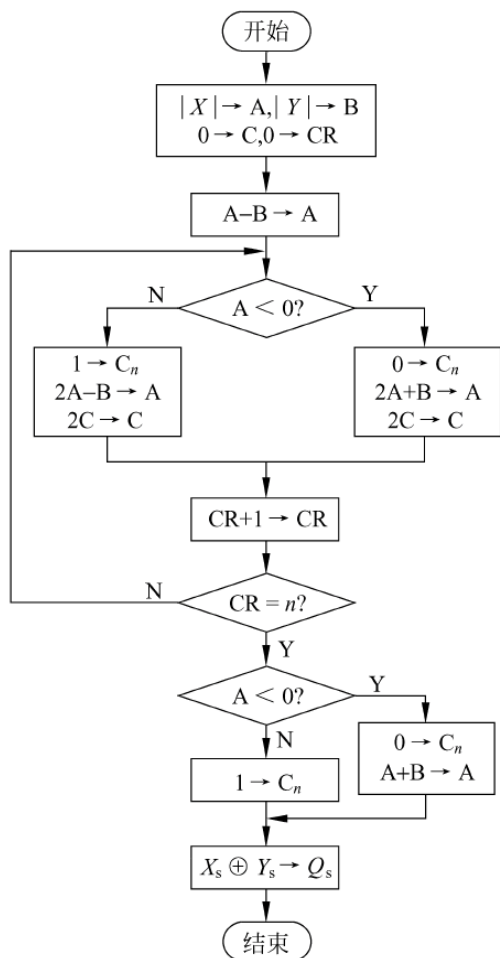 开始
| X | → A, | Y | → B
0 → C,0 → CR
A–B → A
A < 0?
N
Y
1 → Cₙ
2A–B → A
2C → C
0 → Cₙ
2A+B → A
2C → C
CR+1 → CR
CR = n?
N
Y
A < 0?
Y
N
0 → Cₙ
A+B → A
1 → Cₙ
Xₛ ⊕ Yₛ → Qₛ
结束